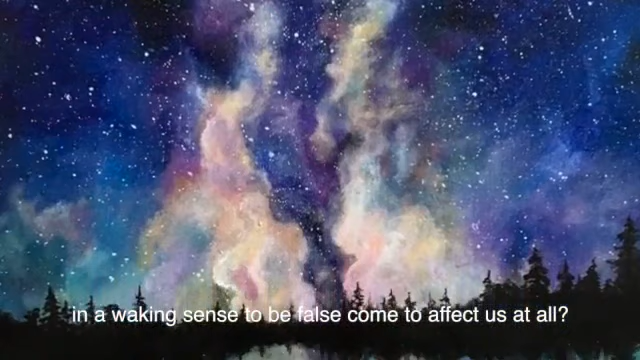 in a waking sense to be false come to affect us at all?